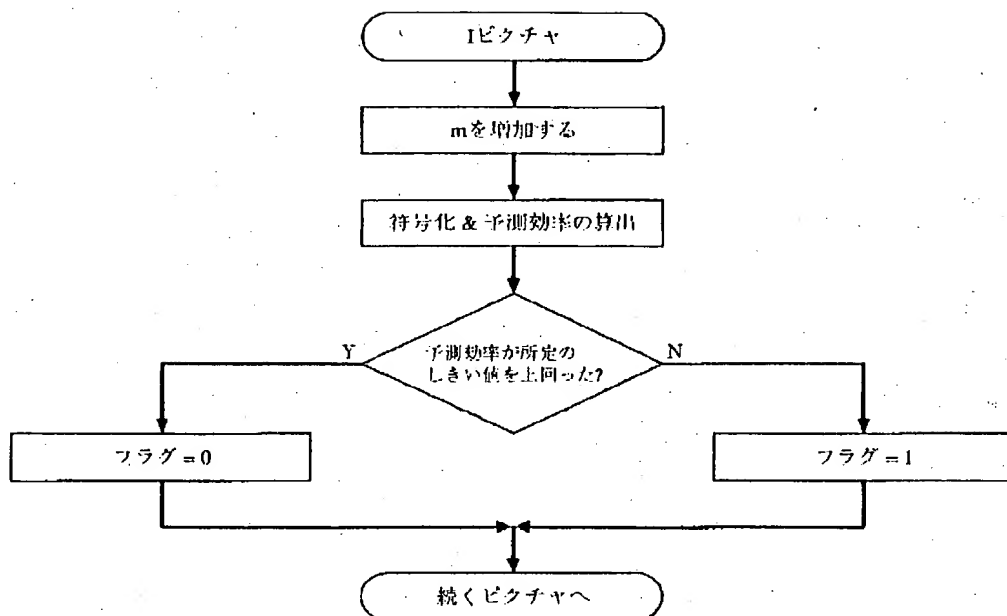 Iピクチャ
mを増加する
符号化 & 予測効率の算出
予測効率が所定の
しきい値を上回った?
Y
N
フラグ=0
フラグ=1
続くピクチャへ